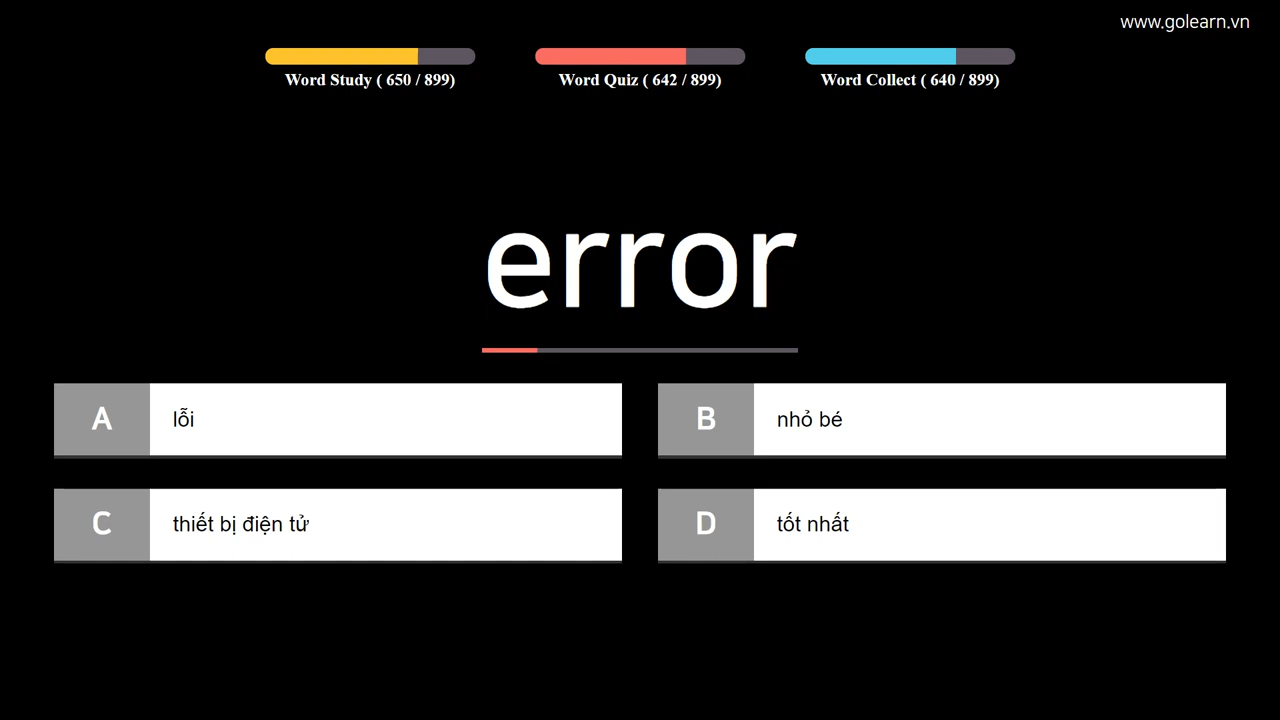 www.golearn.vn
Word Study ( 650 / 899)
Word Quiz ( 642 / 899)
Word Collect ( 640 / 899)
error
A
lỗi
B
nhỏ bé
C
thiết bị điện tử
D
tốt nhất